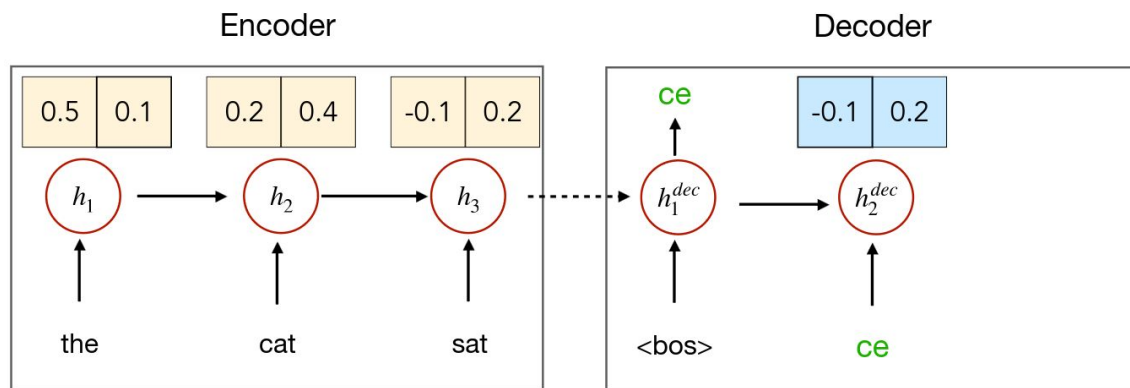 Encoder
Decoder
0.5 0.1
0.2 0.4
-0.1 0.2
ce
-0.1 0.2
h₁
h₂
h₃
h₁ᵈᵉᶜ
h₂ᵈᵉᶜ
the
cat
sat
<bos>
ce